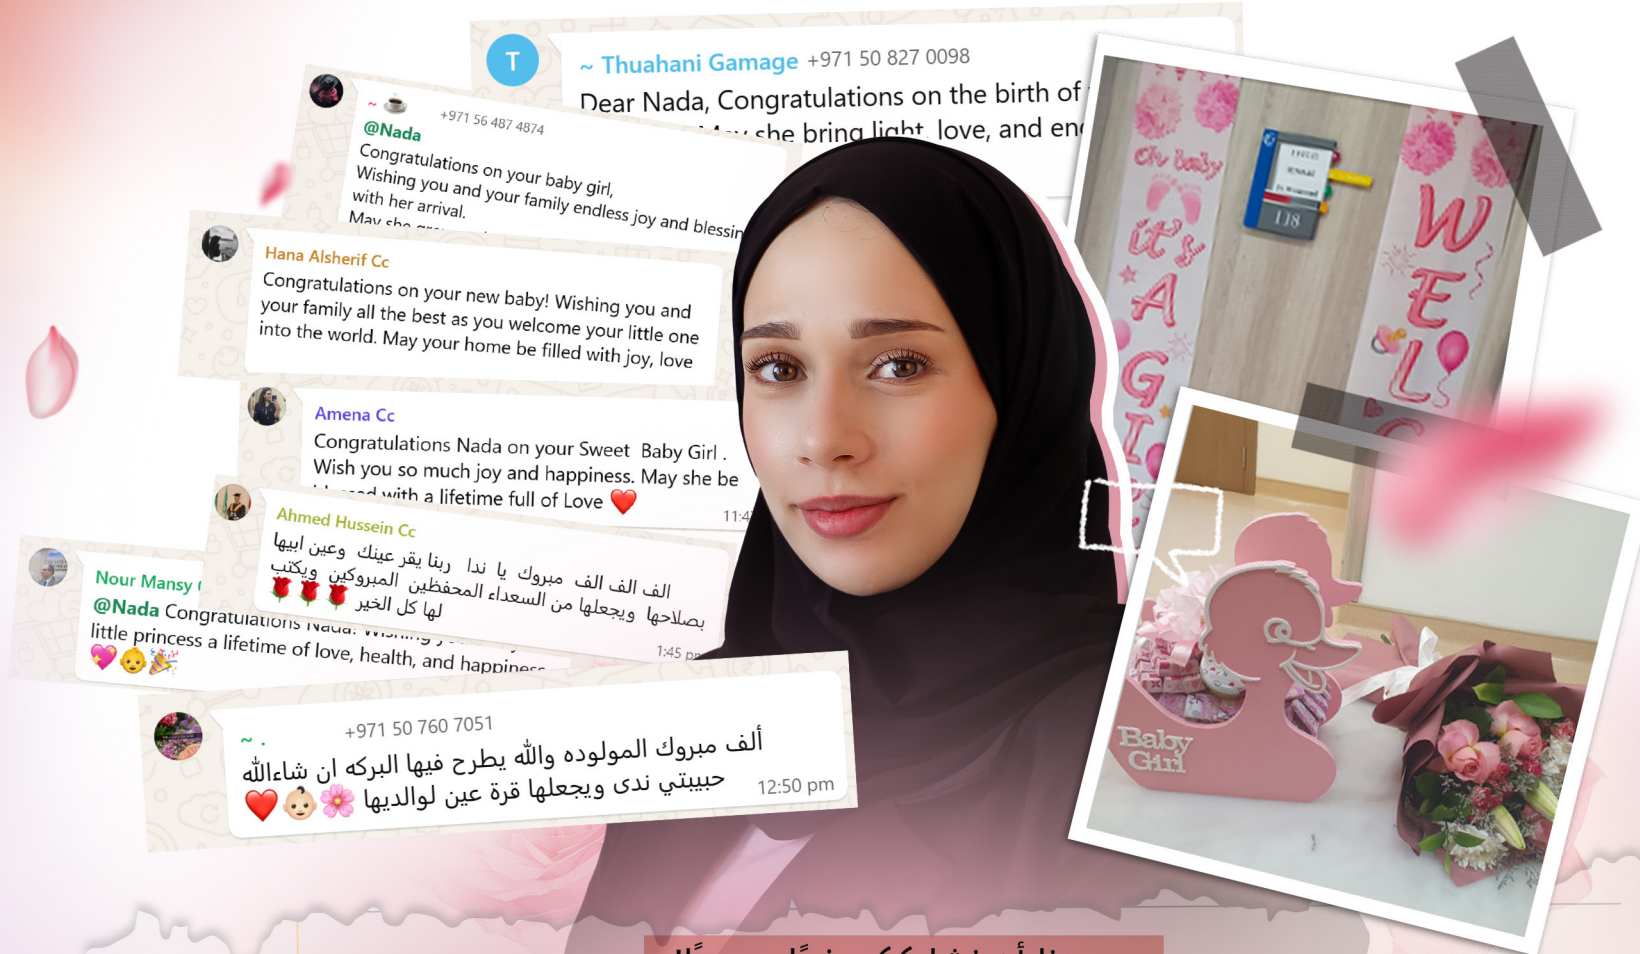 T
~ Thuahani Gamage +971 50 827 0098
Dear Nada, Congratulations on the birth of
May she bring light, love, and
~ ☕ +971 56 487 4874
@Nada
Congratulations on your baby girl,
Wishing you and your family endless joy and
with her arrival.
May she
Hana Alsherif Cc
Congratulations on your new baby! Wishing you and
your family all the best as you welcome your little one
into the world. May your home be filled with joy, love
Amena Cc
Congratulations Nada on your Sweet Baby Girl .
Wish you so much joy and happiness. May she be
with a lifetime full of Love ❤️
Ahmed Hussein Cc
الف الف الف مبروك يا ندا ربنا يقر عينك وعين ابيها
بصلاحها ويجعلها من السعداء المحفظين المبروكين ويكتب
لها كل الخير 🌹🌹🌹
1:45
Nour Mansy
@Nada Congratulations Nada!
little princess a lifetime of love, health, and happiness
💖👶🎉
~ . +971 50 760 7051
ألف مبروك المولوده والله يطرح فيها البركه ان شاءالله
حبيبتي ندى ويجعلها قرة عين لوالديها 🌸👶🏻❤️
12:50 pm
Oh baby
it's
A
GI
WEL
118
Baby
Girl